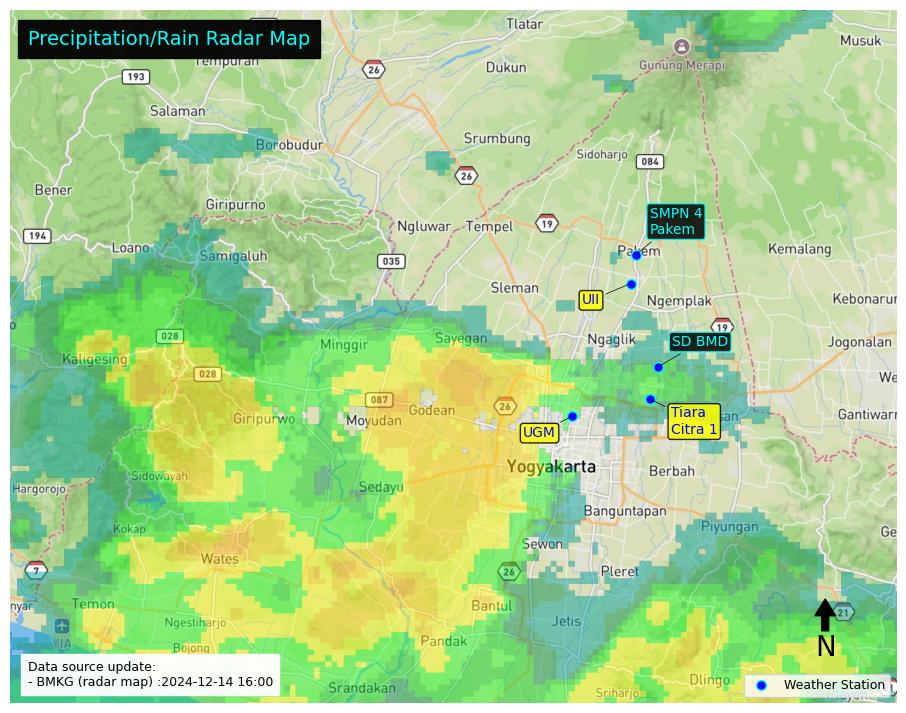 Precipitation/Rain Radar Map
Tlatar
Musuk
Tempuran
26
Dukun
Gunung Merapi
193
Salaman
Borobudur
Srumbung
Sidoharjo
084
26
Bener
Giripurno
SMPN 4
Pakem
194
Ngluwar
Tempel
19
Loano
Samigaluh
035
Pakem
Kemalang
Sleman
UII
Ngemplak
Kebonaru
19
028
Minggir
Sayegan
Ngaglik
SD BMD
Jogonalan
Kaligesing
028
087
Godean
26
Giripurwo
Moyudan
UGM
Tiara
Citra 1
an
Gantiwarn
Yogyakarta
Berbah
Sidowayah
Hargorojo
Sedayu
Banguntapan
Kokap
Piyungan
Wates
Sewon
7
26
Pleret
nyar
Temon
Bantul
21
Ngestiharjo
Jetis
YIA
Bojong
Pandak
N
Data source update:
- BMKG (radar map) :2024-12-14 16:00
Srandakan
Sriharjo
Dlingo
Weather Station